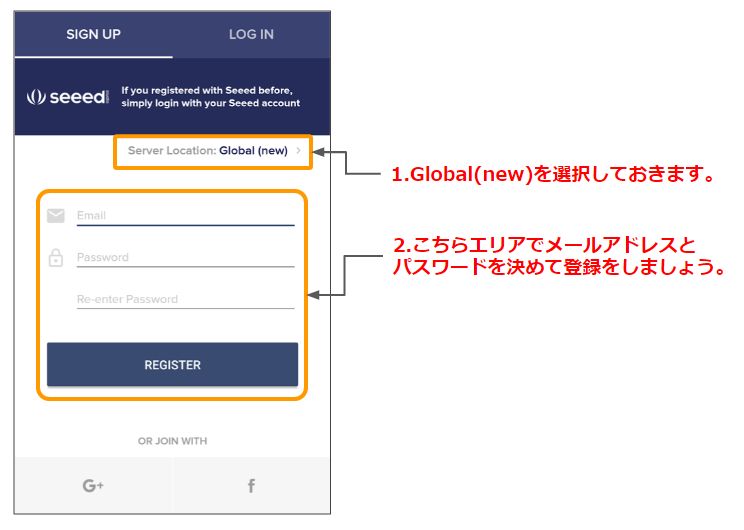 SIGN UP
LOG IN
seeed
If you registered with Seeed before,
simply login with your Seeed account
Server Location: Global (new) >
1.Global(new)を選択しておきます。
Email
Password
Re-enter Password
2.こちらエリアでメールアドレスと
パスワードを決めて登録をしましょう。
REGISTER
OR JOIN WITH
G+
f